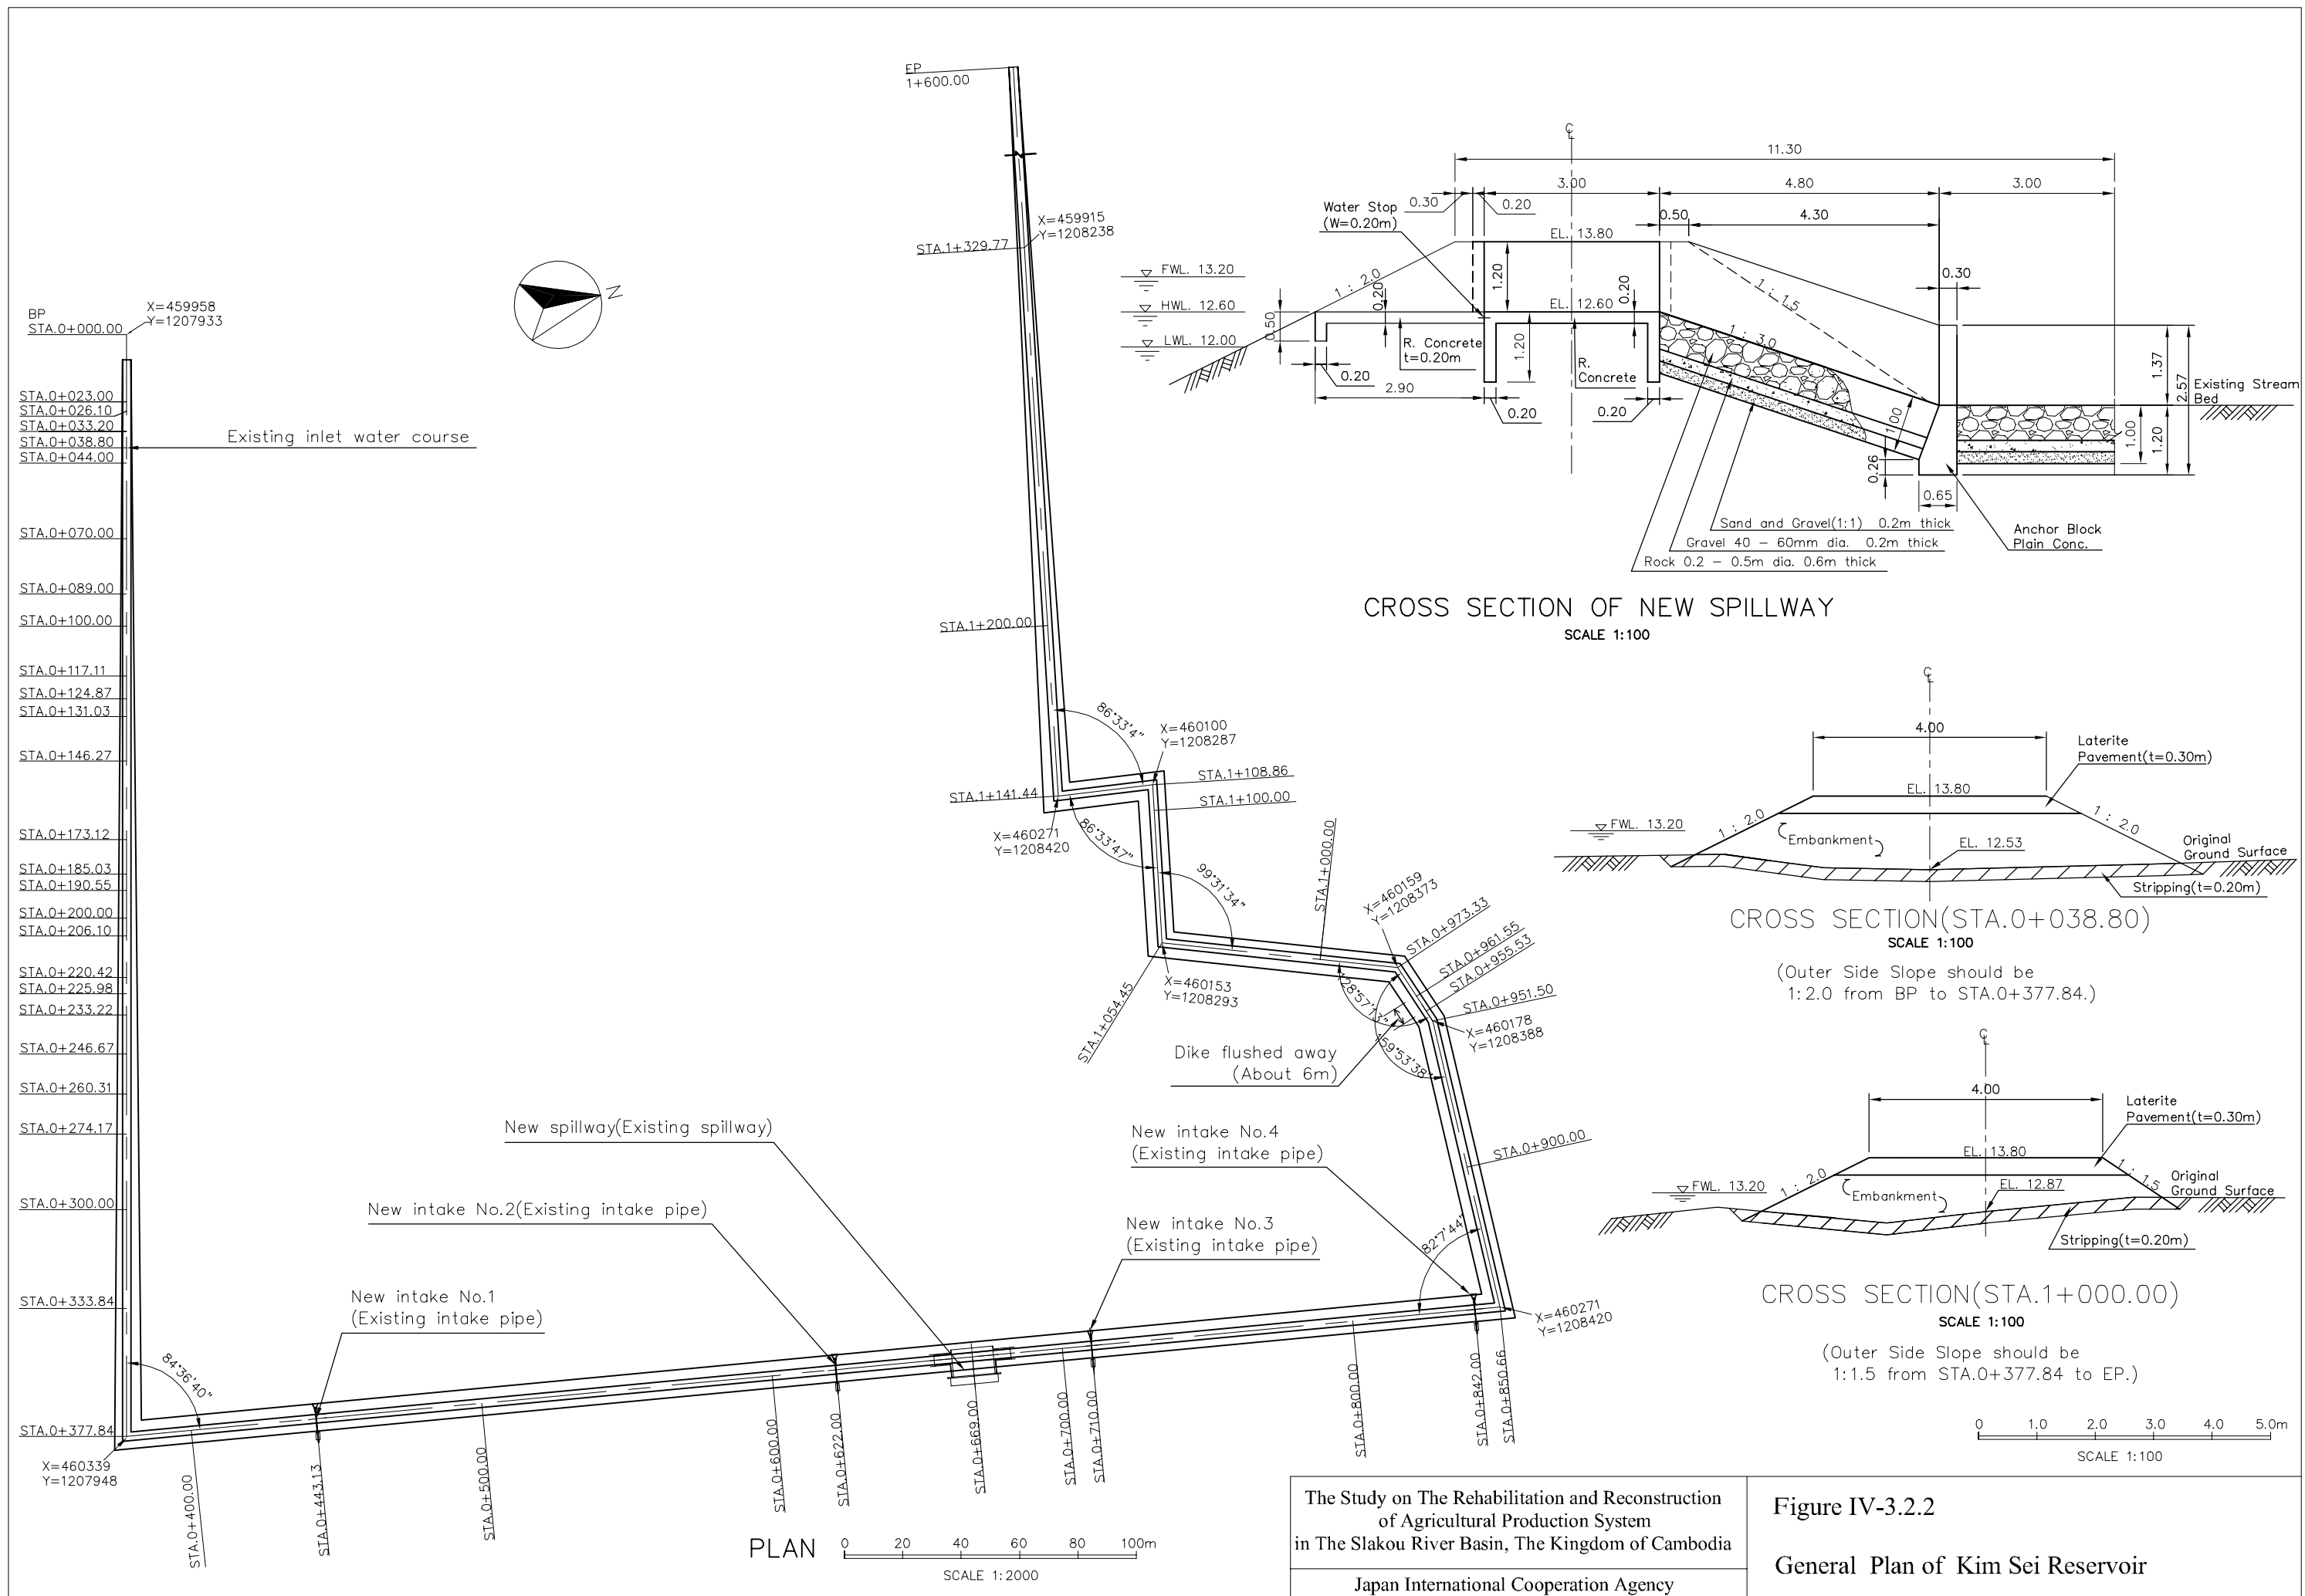 EP
1+600.00
X=459915
Y=1208238
STA.1+329.77
N
BP
STA.0+000.00
X=459958
Y=1207933
STA.0+023.00
STA.0+026.10
STA.0+033.20
STA.0+038.80
STA.0+044.00
Existing inlet water course
STA.0+070.00
STA.0+089.00
STA.0+100.00
STA.0+117.11
STA.0+124.87
STA.0+131.03
STA.0+146.27
STA.0+173.12
STA.0+185.03
STA.0+190.55
STA.0+200.00
STA.0+206.10
STA.0+220.42
STA.0+225.98
STA.0+233.22
STA.0+246.67
STA.0+260.31
STA.0+274.17
STA.0+300.00
STA.0+333.84
STA.0+377.84
X=460339
Y=1207948
84°36'40"
STA.0+400.00
STA.0+443.13
STA.0+500.00
STA.0+600.00
STA.0+622.00
STA.0+669.00
STA.0+700.00
STA.0+710.00
STA.0+800.00
STA.0+842.00
STA.0+850.66
New intake No.1
(Existing intake pipe)
New intake No.2(Existing intake pipe)
New spillway(Existing spillway)
New intake No.3
(Existing intake pipe)
New intake No.4
(Existing intake pipe)
82°7'44"
X=460271
Y=1208420
STA.0+900.00
Dike flushed away
(About 6m)
159°53'38"
128°57'13"
X=460178
Y=1208388
STA.0+951.50
STA.0+955.53
STA.0+961.55
STA.0+973.33
X=460159
Y=1208373
STA.1+000.00
99°31'34"
X=460153
Y=1208293
STA.1+054.45
86°33'47"
86°33'4"
STA.1+100.00
STA.1+108.86
X=460100
Y=1208287
STA.1+141.44
X=460271
Y=1208420
STA.1+200.00
PLAN
0 20 40 60 80 100m
SCALE 1:2000
11.30
3.00 4.80 3.00
0.30 0.20
0.50 4.30
Water Stop
(W=0.20m)
EL. 13.80
FWL. 13.20
HWL. 12.60
LWL. 12.00
1 : 2.0
1.20
0.20
0.20
EL. 12.60
0.50
R. Concrete
t=0.20m
1.20
R.
Concrete
0.20
2.90
0.20
0.20
1 : 1.5
1 : 3.0
0.30
1.37
2.57
Existing Stream
Bed
1.00
1.00
1.20
0.26
0.65
Sand and Gravel(1:1) 0.2m thick
Gravel 40 - 60mm dia. 0.2m thick
Rock 0.2 - 0.5m dia. 0.6m thick
Anchor Block
Plain Conc.
CROSS SECTION OF NEW SPILLWAY
SCALE 1:100
4.00
Laterite
Pavement(t=0.30m)
EL. 13.80
FWL. 13.20
1 : 2.0
1 : 2.0
Embankment
EL. 12.53
Original
Ground Surface
Stripping(t=0.20m)
CROSS SECTION(STA.0+038.80)
SCALE 1:100
(Outer Side Slope should be
1:2.0 from BP to STA.0+377.84.)
4.00
Laterite
Pavement(t=0.30m)
EL. 13.80
FWL. 13.20
1 : 2.0
1 : 1.5
Embankment
EL. 12.87
Original
Ground Surface
Stripping(t=0.20m)
CROSS SECTION(STA.1+000.00)
SCALE 1:100
(Outer Side Slope should be
1:1.5 from STA.0+377.84 to EP.)
0 1.0 2.0 3.0 4.0 5.0m
SCALE 1:100
The Study on The Rehabilitation and Reconstruction
of Agricultural Production System
in The Slakou River Basin, The Kingdom of Cambodia
Japan International Cooperation Agency
Figure IV-3.2.2
General Plan of Kim Sei Reservoir